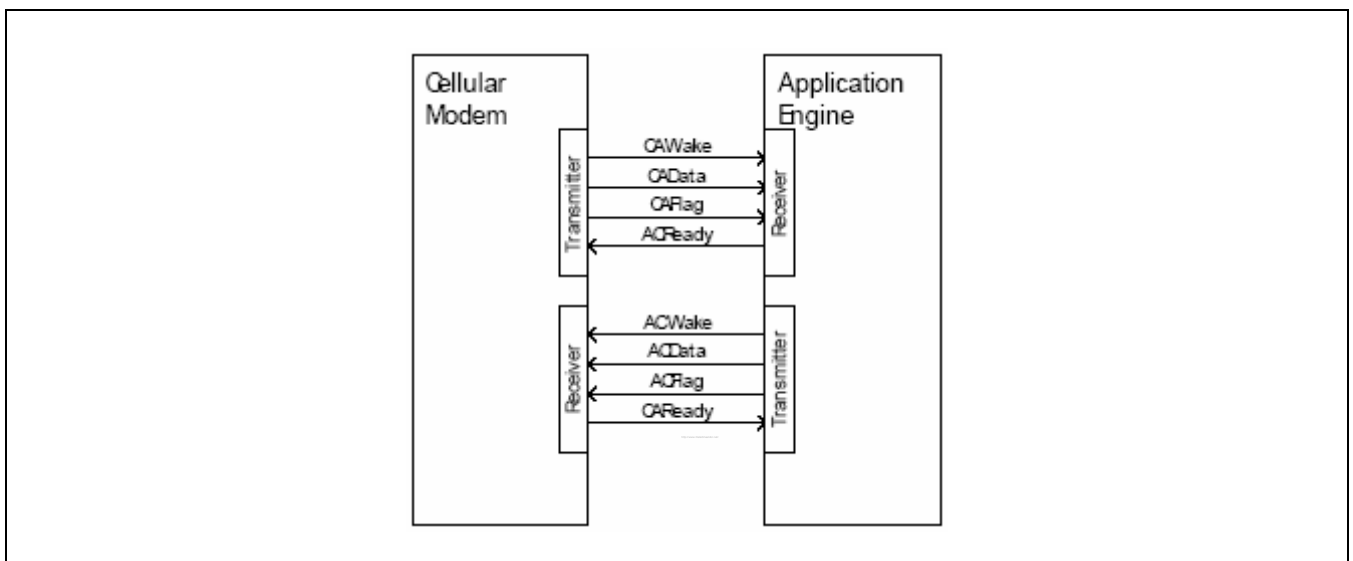 Cellular
Modem
Application
Engine
Transmitter
CAWake
CAData
CAFlag
ACReady
Receiver
Receiver
ACWake
ACData
ACFlag
CAReady
Transmitter